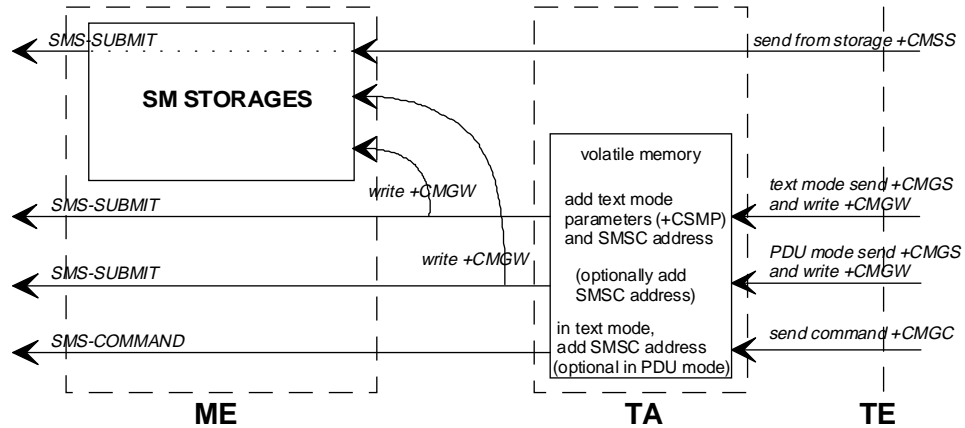 SMS-SUBMIT
send from storage +CMSS
SM STORAGES
volatile memory
write +CMGW
SMS-SUBMIT
add text mode
parameters (+CSMP)
and SMSC address
text mode send +CMGS
and write +CMGW
write +CMGW
SMS-SUBMIT
(optionally add
SMSC address)
PDU mode send +CMGS
and write +CMGW
SMS-COMMAND
in text mode,
add SMSC address
(optional in PDU mode)
send command +CMGC
ME
TA
TE